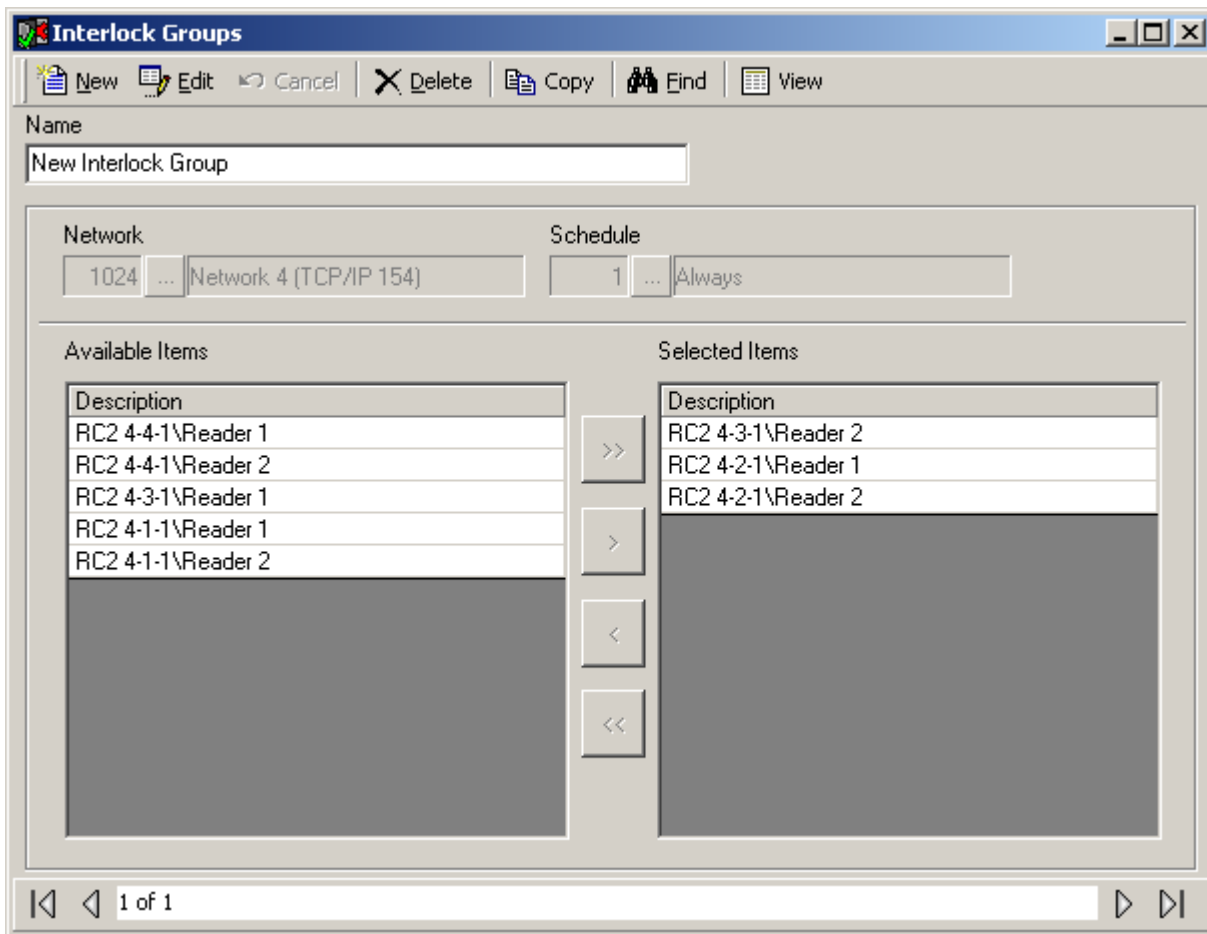 Interlock Groups
New Edit Cancel Delete Copy Find View
Name
New Interlock Group
Network Schedule
1024 ... Network 4 (TCP/IP 154) 1 ... Always
Available Items Selected Items
Description Description
RC2 4-4-1\Reader 1 RC2 4-3-1\Reader 2
RC2 4-4-1\Reader 2 RC2 4-2-1\Reader 1
RC2 4-3-1\Reader 1 RC2 4-2-1\Reader 2
RC2 4-1-1\Reader 1
RC2 4-1-1\Reader 2
>>
>
<
<<
1 of 1